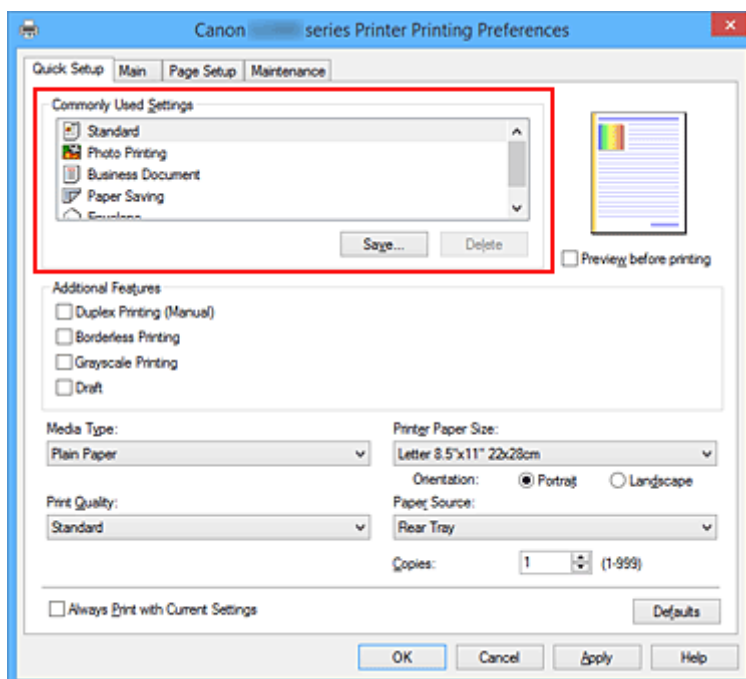 Canon series Printer Printing Preferences
Quick Setup Main Page Setup Maintenance
Commonly Used Settings
Standard
Photo Printing
Business Document
Paper Saving
Envelope
Save... Delete
Preview before printing
Additional Features
Duplex Printing (Manual)
Borderless Printing
Grayscale Printing
Draft
Media Type: Printer Paper Size:
Plain Paper Letter 8.5"x11" 22x28cm
Orientation: Portrait Landscape
Print Quality: Paper Source:
Standard Rear Tray
Copies: 1 (1-999)
Always Print with Current Settings Defaults
OK Cancel Apply Help